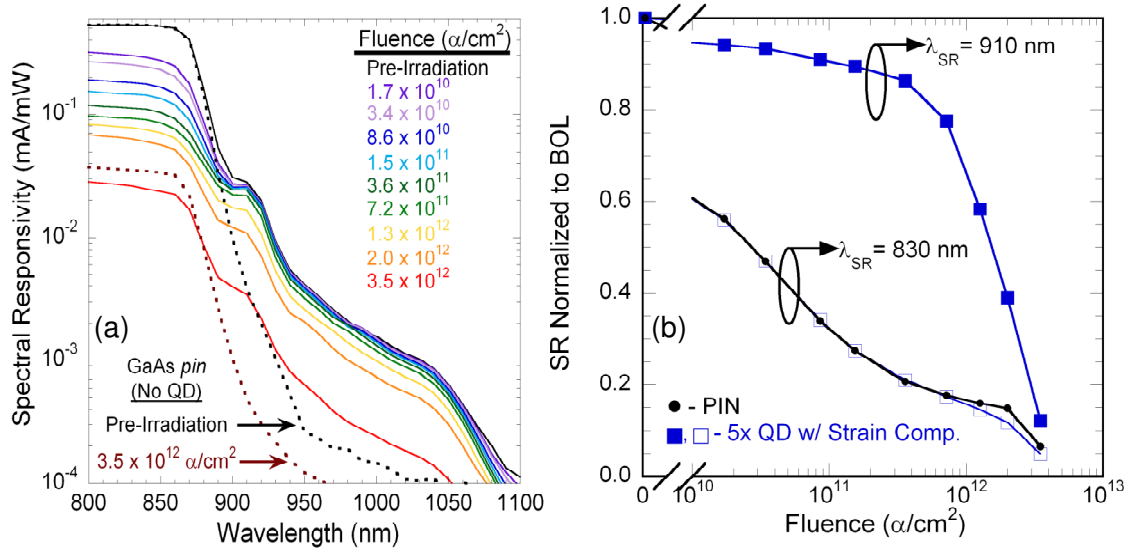 Spectral Responsivity (mA/mW)
10⁻¹
10⁻²
10⁻³
10⁻⁴
Fluence (α/cm²)
Pre-Irradiation
1.7 x 10¹⁰
3.4 x 10¹⁰
8.6 x 10¹⁰
1.5 x 10¹¹
3.6 x 10¹¹
7.2 x 10¹¹
1.3 x 10¹²
2.0 x 10¹²
3.5 x 10¹²
(a)
GaAs pin
(No QD)
Pre-Irradiation
3.5 x 10¹² α/cm²
800 850 900 950 1000 1050 1100
Wavelength (nm)
SR Normalized to BOL
1.0
0.8
0.6
0.4
0.2
0.0
λSR = 910 nm
λSR = 830 nm
(b)
- PIN
, - 5x QD w/ Strain Comp.
0 10¹⁰ 10¹¹ 10¹² 10¹³
Fluence (α/cm²)